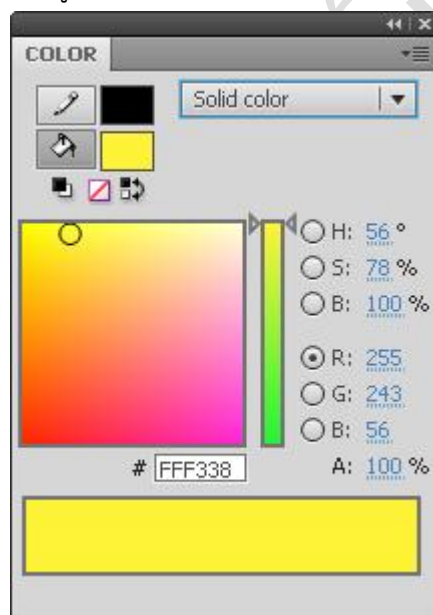 COLOR
Solid color
H: 56 °
S: 78 %
B: 100 %
R: 255
G: 243
B: 56
# FFF338
A: 100 %